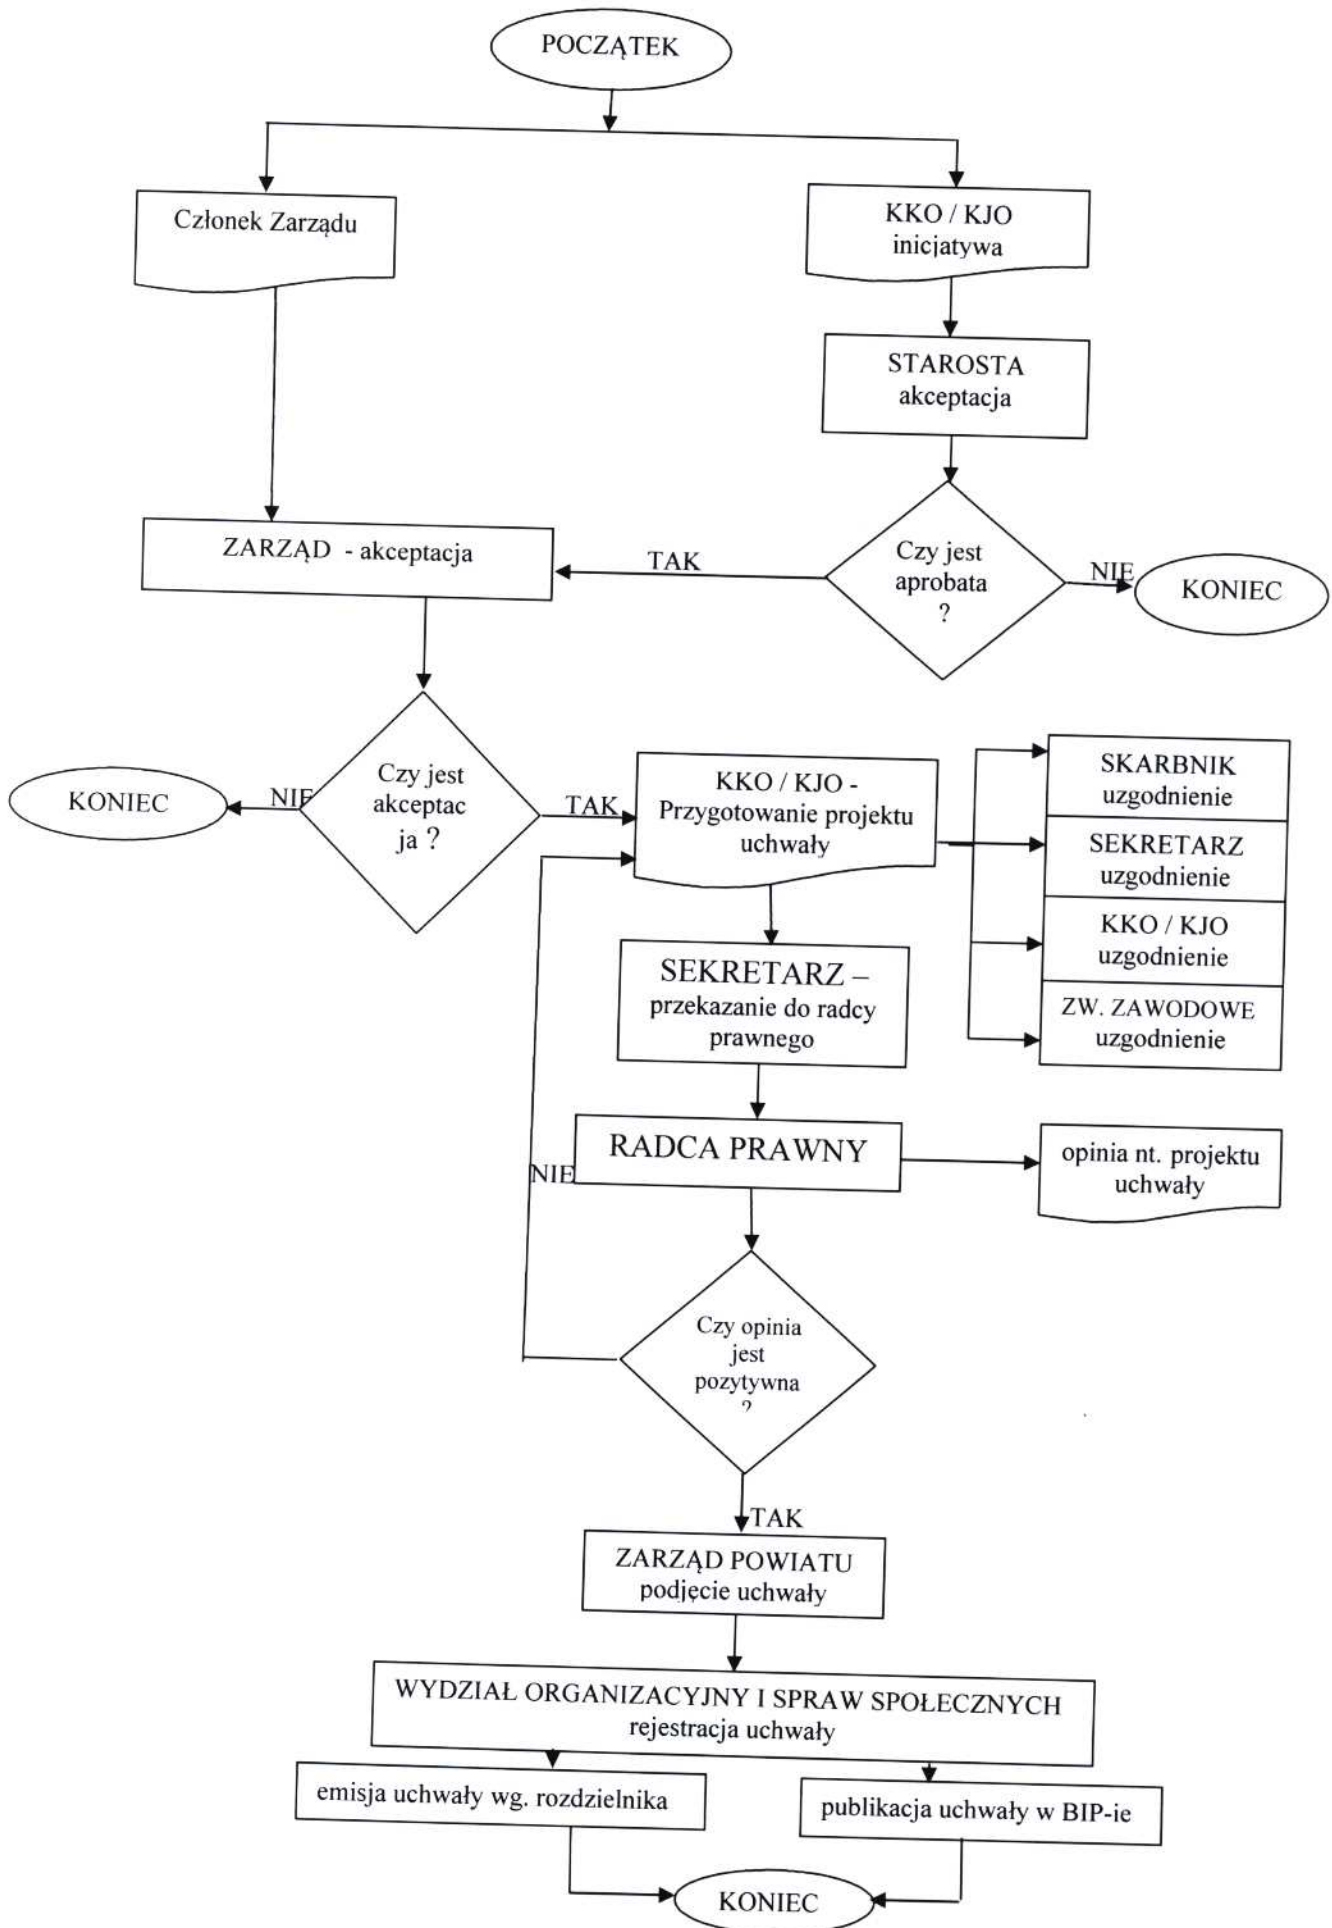 POCZĄTEK
Członek Zarządu
KKO / KJO
inicjatywa
STAROSTA
akceptacja
ZARZĄD - akceptacja
TAK
Czy jest
aprobata
?
NIE
KONIEC
KONIEC
NIE
Czy jest
akceptac
ja ?
TAK
KKO / KJO -
Przygotowanie projektu
uchwały
SKARBNIK
uzgodnienie
SEKRETARZ
uzgodnienie
KKO / KJO
uzgodnienie
ZW. ZAWODOWE
uzgodnienie
SEKRETARZ –
przekazanie do radcy
prawnego
RADCA PRAWNY
NIE
opinia nt. projektu
uchwały
Czy opinia
jest
pozytywna
?
TAK
ZARZĄD POWIATU
podjęcie uchwały
WYDZIAŁ ORGANIZACYJNY I SPRAW SPOŁECZNYCH
rejestracja uchwały
emisja uchwały wg. rozdzielnika
publikacja uchwały w BIP-ie
KONIEC